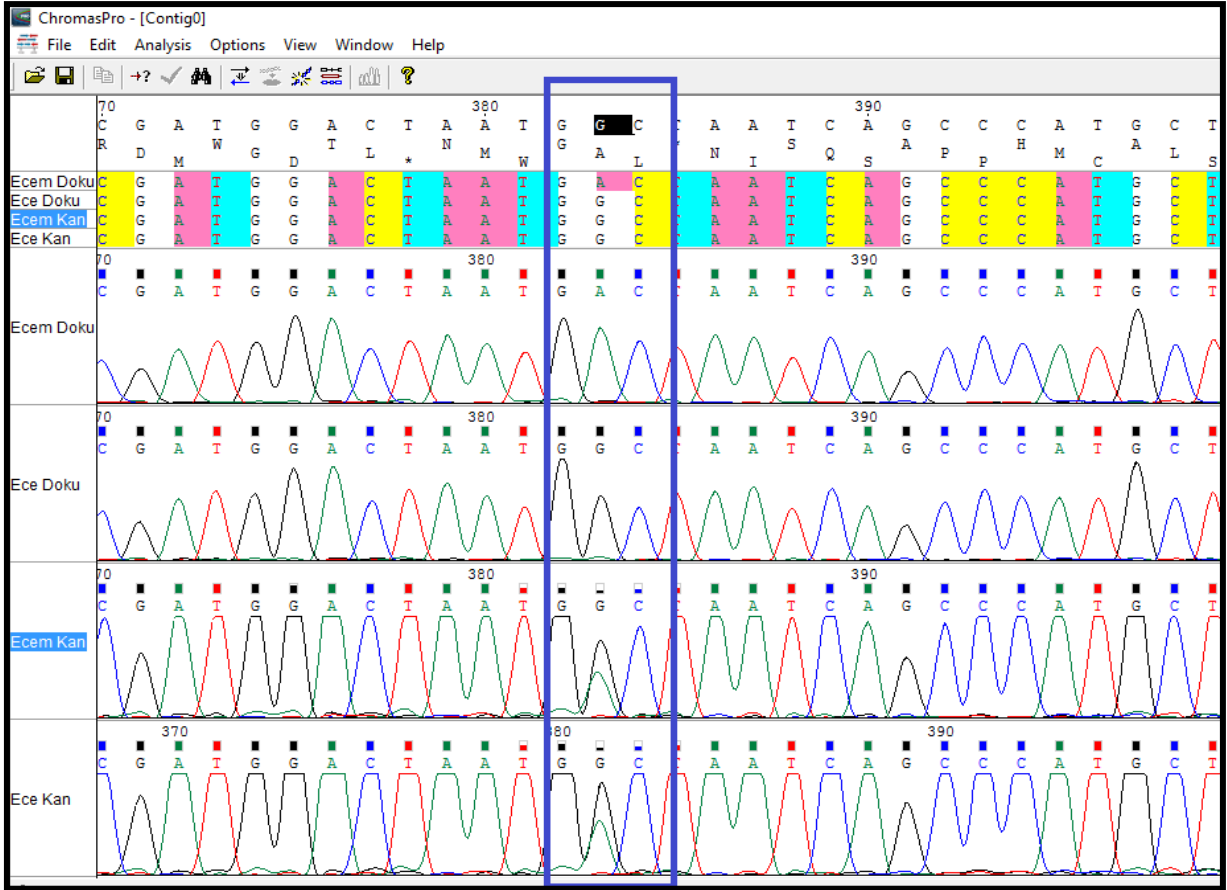 ChromasPro - [Contig0]
File Edit Analysis Options View Window Help
70 380 390
C G A T G G A C T A A T G G C T A A T C A G C C C A T G C T
R W G T N G * S A H A
D G L M A N Q P M L
M D * W L I S P C S
Ecem Doku C G A T G G A C T A A T G A C T A A T C A G C C C A T G C T
Ece Doku C G A T G G A C T A A T G G C T A A T C A G C C C A T G C T
Ecem Kan C G A T G G A C T A A T G G C T A A T C A G C C C A T G C T
Ece Kan C G A T G G A C T A A T G G C T A A T C A G C C C A T G C T
70 380 390
C G A T G G A C T A A T G A C T A A T C A G C C C A T G C T
Ecem Doku
70 380 390
C G A T G G A C T A A T G G C T A A T C A G C C C A T G C T
Ece Doku
70 380 390
C G A T G G A C T A A T G G C T A A T C A G C C C A T G C T
Ecem Kan
370 380 390
C G A T G G A C T A A T G G C T A A T C A G C C C A T G C T
Ece Kan